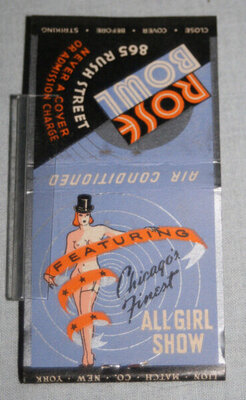 CLOSE • COVER • BEFORE • STRIKING
ROSE
BOWL
865 RUSH STREET
NEVER A COVER
OR ADMISSION CHARGE
AIR CONDITIONED
FEATURING
Chicago's
Finest
ALL GIRL
SHOW
LION MATCH • CO. • NEW • YORK